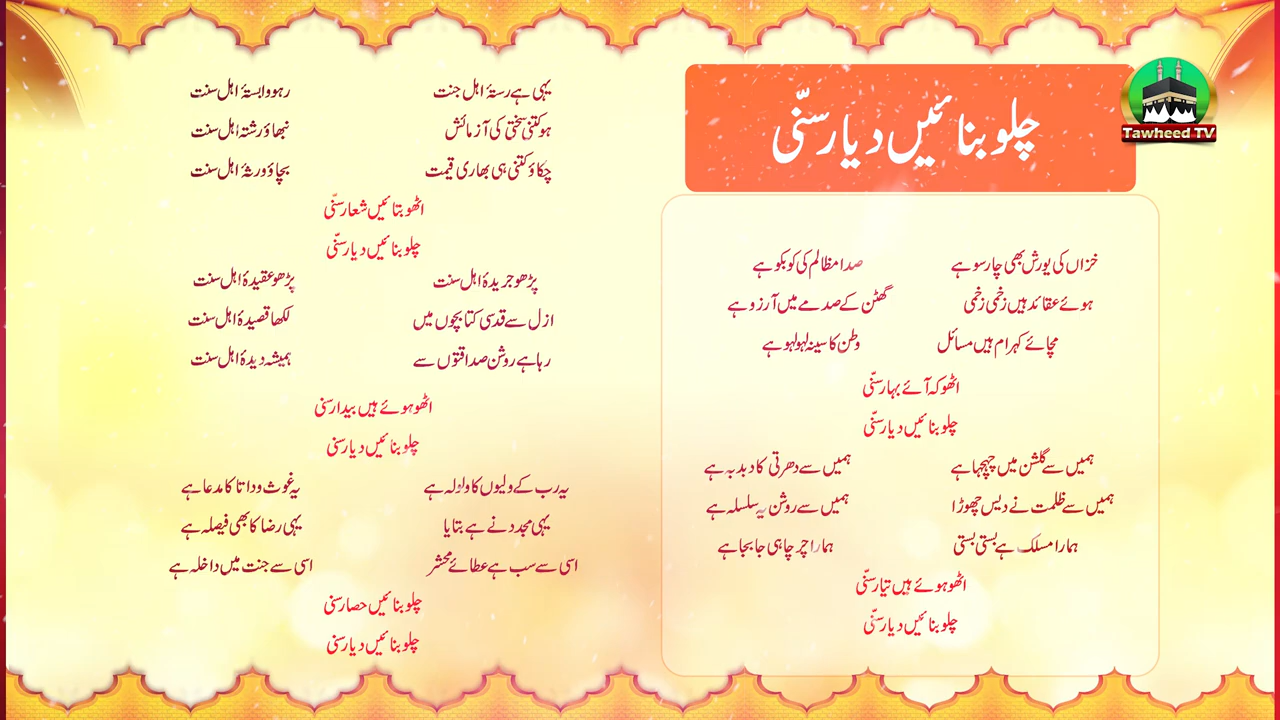 چلو بنائیں دیارِ سنّی
Tawheed TV
خزاں کی یورش بھی چار سو ہے صدا مظالم کی کو بکو ہے
ہوئے عقائد ہیں زخمی زخمی گھٹن کے صدمے میں آرزو ہے
مچائے کہرام ہیں مسائل وطن کا سینہ لہو لہو ہے
اٹھو کہ آئے بہار سنّی
چلو بنائیں دیار سنّی
ہمیں سے گلشن میں چہچہا ہے ہمیں سے دھرتی کا دبدبہ ہے
ہمیں سے ظلمت نے دیس چھوڑا ہمیں سے روشن یہ سلسلہ ہے
ہمارا مسلک ہے بستی بستی ہمارا چرچا ہی جا بجا ہے
اٹھو ہوئے ہیں تیار سنّی
چلو بنائیں دیار سنّی
یہی ہے رستۂ اہل جنت رہو وابستۂ اہل سنت
ہو کتنی سختی کی آزمائش نبھاؤ رشتہ اہل سنت
چکاؤ کتنی ہی بھاری قیمت بچاؤ ورثۂ اہل سنت
اٹھو بتائیں شعار سنّی
چلو بنائیں دیار سنّی
پڑھو جریدۂ اہل سنت پڑھو عقیدۂ اہل سنت
ازل سے قدسی کتابچوں میں لکھا قصیدۂ اہل سنت
رہا ہے روشن صداقتوں سے ہمیشہ دیدۂ اہل سنت
اٹھو ہوئے ہیں بیدار سنی
چلو بنائیں دیار سنی
یہ رب کے ولیوں کا ولولہ ہے یہ غوث و داتا کا مدعا ہے
یہی مجدد نے ہے بتایا یہی رضا کا بھی فیصلہ ہے
اسی سے سب ہے عطائے محشر اسی سے جنت میں داخلہ ہے
چلو بنائیں حصار سنی
چلو بنائیں دیار سنی